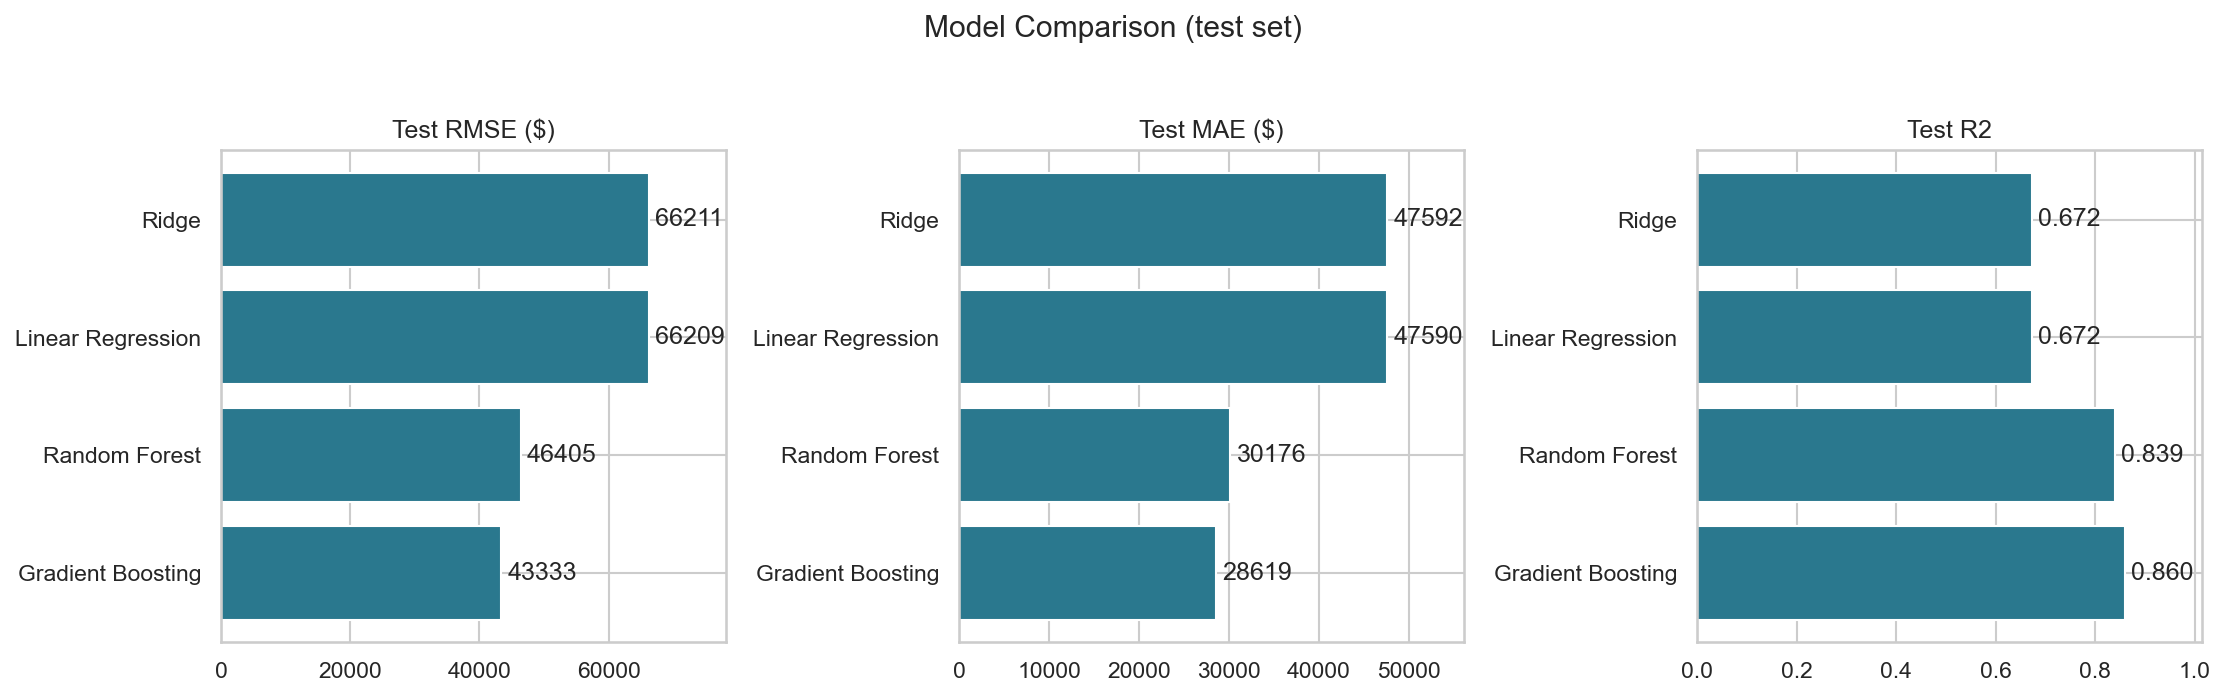 Model Comparison (test set)
Test RMSE ($)
Ridge
66211
Linear Regression
66209
Random Forest
46405
Gradient Boosting
43333
0 20000 40000 60000
Test MAE ($)
Ridge
47592
Linear Regression
47590
Random Forest
30176
Gradient Boosting
28619
0 10000 20000 30000 40000 50000
Test R2
Ridge
0.672
Linear Regression
0.672
Random Forest
0.839
Gradient Boosting
0.860
0.0 0.2 0.4 0.6 0.8 1.0